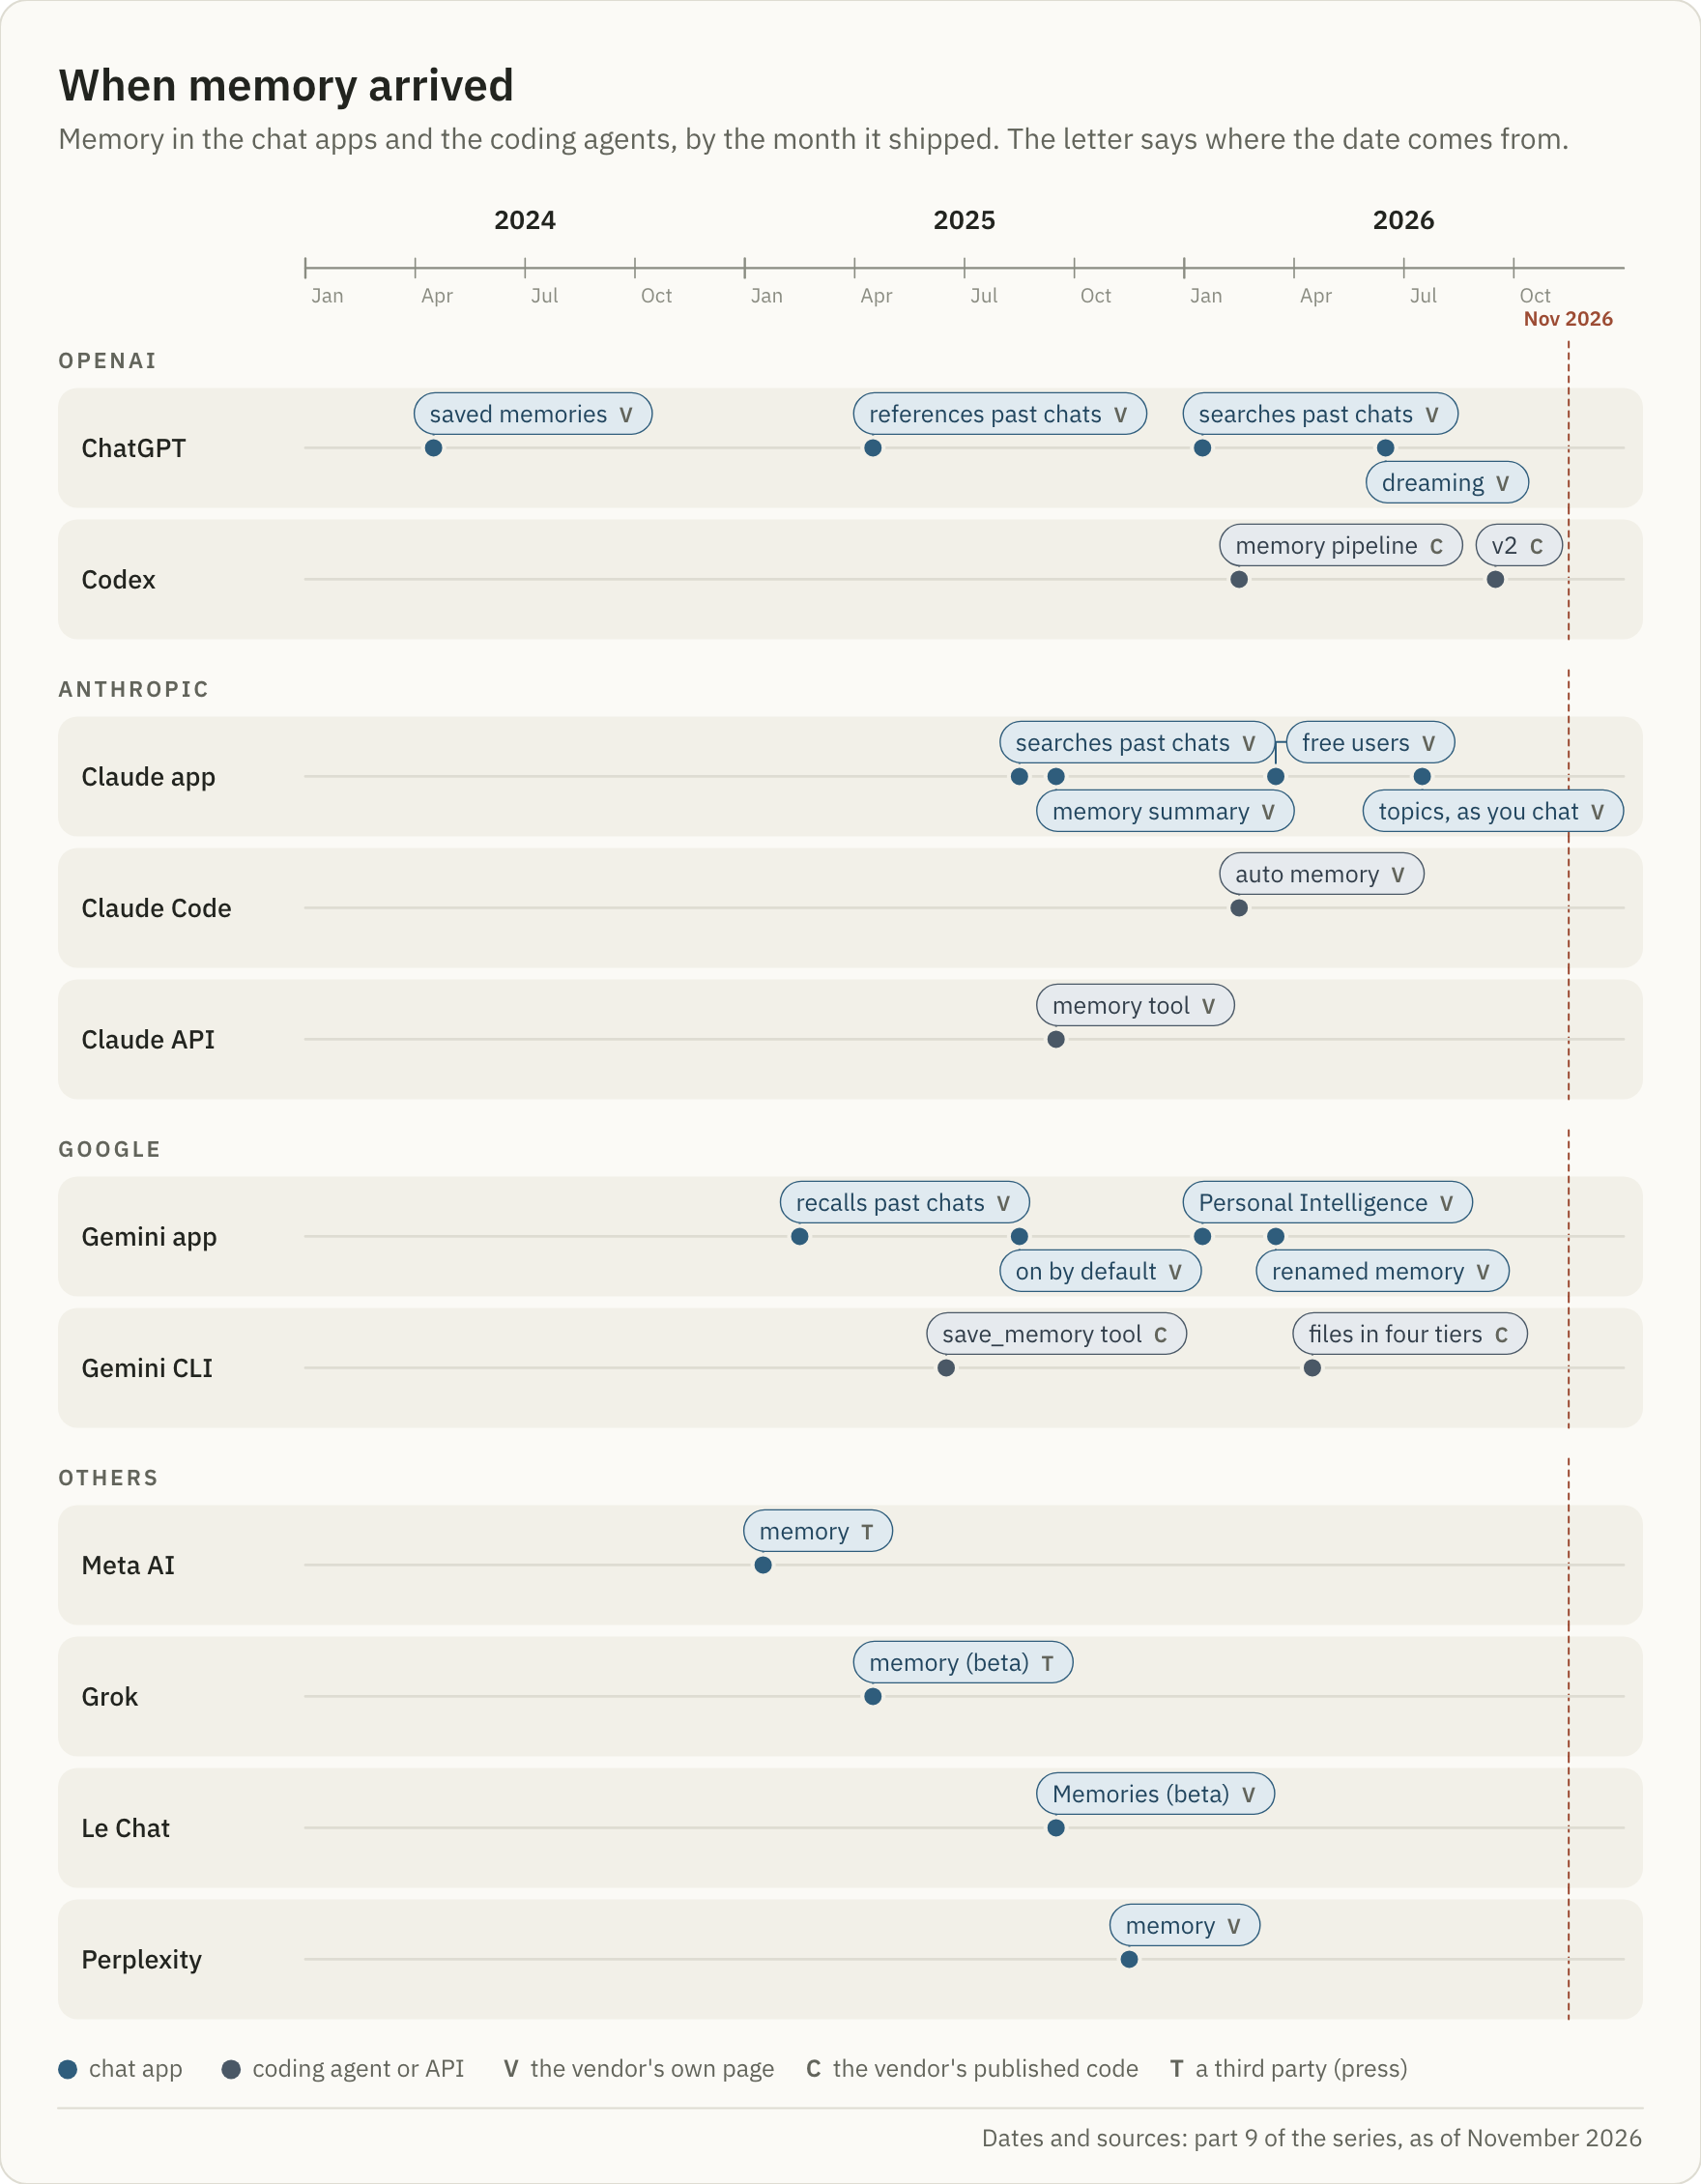 When memory arrived
Memory in the chat apps and the coding agents, by the month it shipped. The letter says where the date comes from.
2024 2025 2026
Jan Apr Jul Oct Jan Apr Jul Oct Jan Apr Jul Oct
Nov 2026
OPENAI
saved memories V references past chats V searches past chats V
ChatGPT
dreaming V
memory pipeline C v2 C
Codex
ANTHROPIC
searches past chats V free users V
Claude app
memory summary V topics, as you chat V
auto memory V
Claude Code
memory tool V
Claude API
GOOGLE
recalls past chats V Personal Intelligence V
Gemini app
on by default V renamed memory V
save_memory tool C files in four tiers C
Gemini CLI
OTHERS
memory T
Meta AI
memory (beta) T
Grok
Memories (beta) V
Le Chat
memory V
Perplexity
chat app coding agent or API V the vendor's own page C the vendor's published code T a third party (press)
Dates and sources: part 9 of the series, as of November 2026